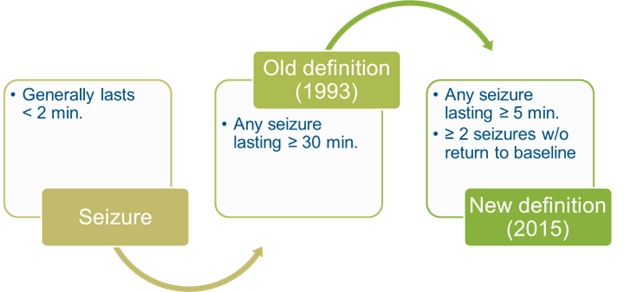 • Generally lasts
< 2 min.
Seizure
Old definition
(1993)
• Any seizure
lasting ≥ 30 min.
• Any seizure
lasting ≥ 5 min.
• ≥ 2 seizures w/o
return to baseline
New definition
(2015)